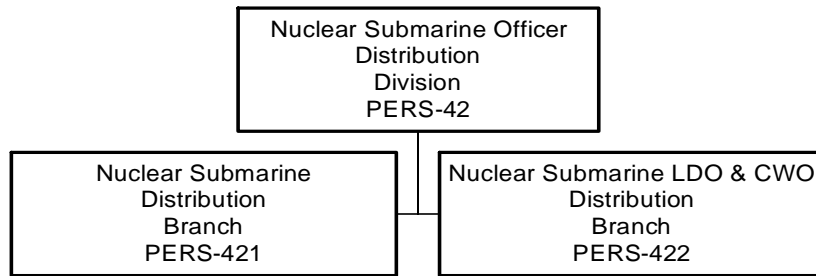 Nuclear Submarine Officer
Distribution
Division
PERS-42
Nuclear Submarine
Distribution
Branch
PERS-421
Nuclear Submarine LDO & CWO
Distribution
Branch
PERS-422